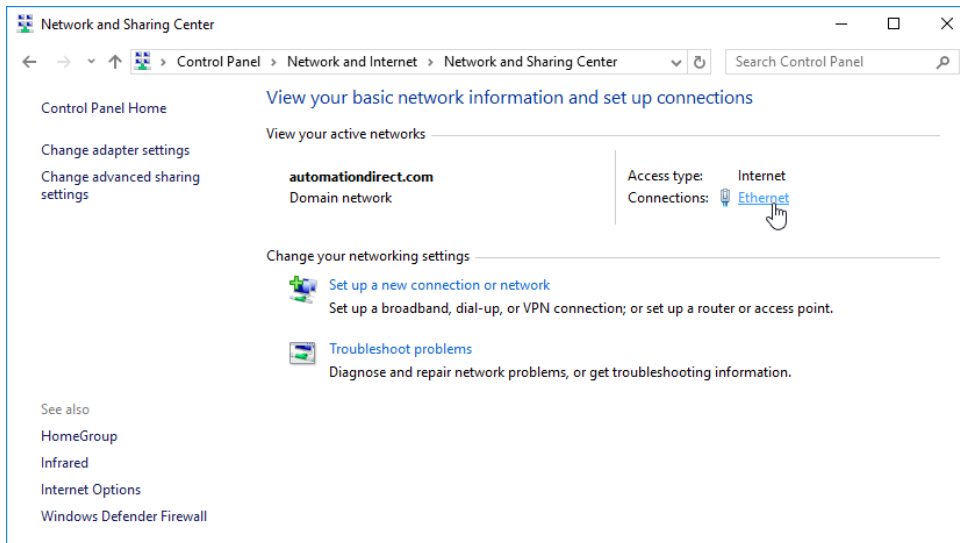 Network and Sharing Center
Control Panel > Network and Internet > Network and Sharing Center
Search Control Panel
Control Panel Home
Change adapter settings
Change advanced sharing
settings
View your basic network information and set up connections
View your active networks
automationdirect.com
Domain network
Access type: Internet
Connections: Ethernet
Change your networking settings
Set up a new connection or network
Set up a broadband, dial-up, or VPN connection; or set up a router or access point.
Troubleshoot problems
Diagnose and repair network problems, or get troubleshooting information.
See also
HomeGroup
Infrared
Internet Options
Windows Defender Firewall